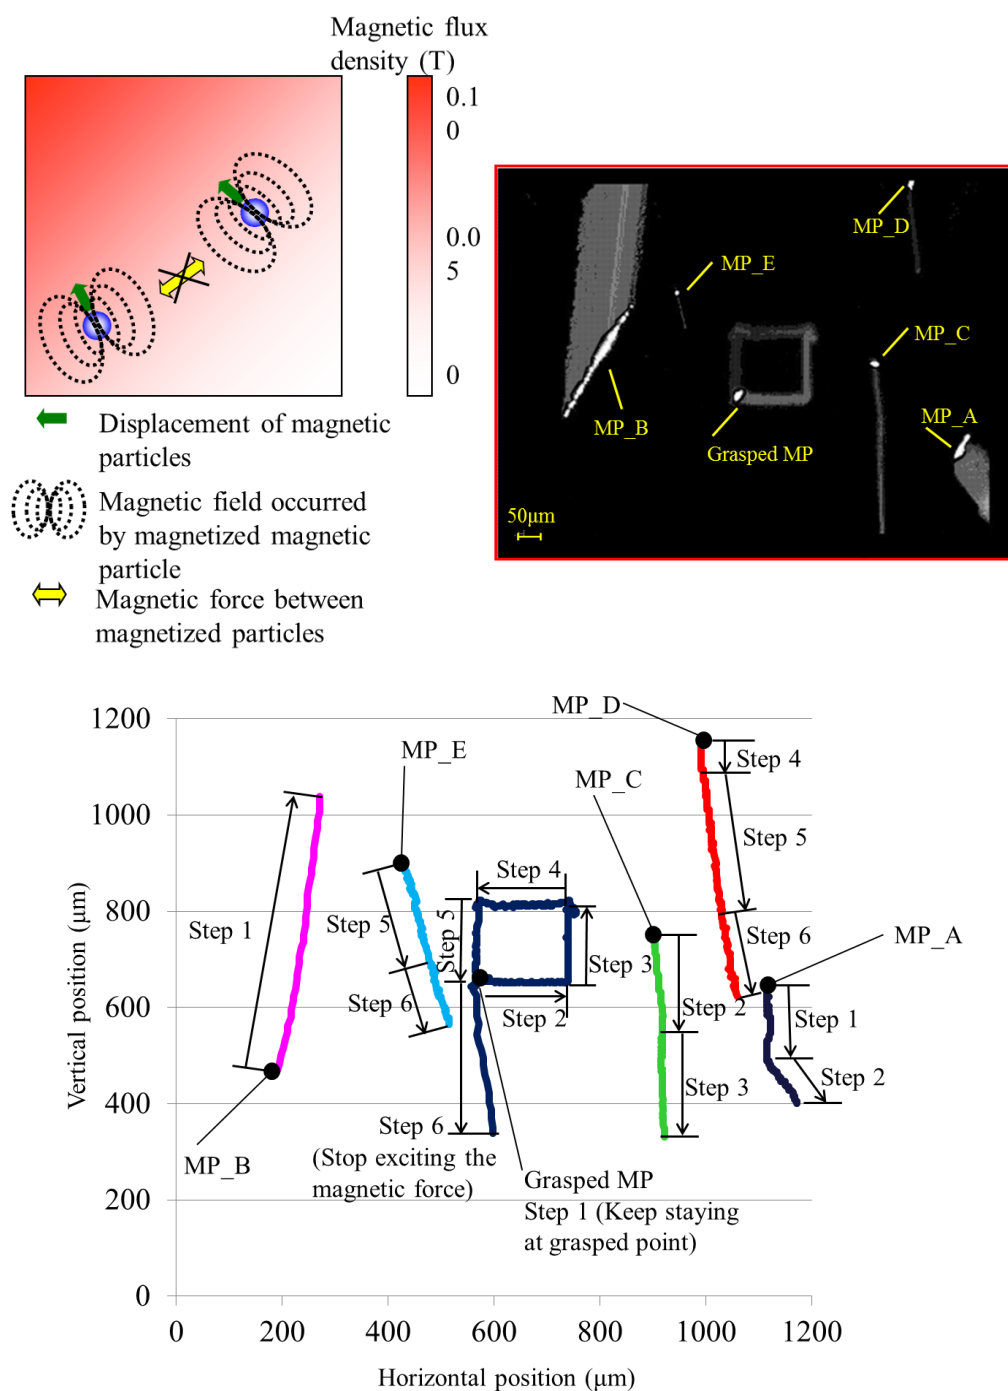 Magnetic flux
density (T)
0.1
0
0.0
5
0
Displacement of magnetic
particles
Magnetic field occurred
by magnetized magnetic
particle
Magnetic force between
magnetized particles
MP_D
MP_E
MP_C
MP_B
Grasped MP
MP_A
50μm
1200
1000
800
600
400
200
0
Vertical position (μm)
MP_D
MP_E
MP_C
Step 4
Step 5
Step 4
Step 1
Step 5
Step 5
Step 6
MP_A
Step 3
Step 6
Step 2
Step 2
Step 1
Step 3
Step 2
MP_B
Step 6
(Stop exciting the
magnetic force)
Grasped MP
Step 1 (Keep staying
at grasped point)
0
200
400
600
800
1000
1200
Horizontal position (μm)